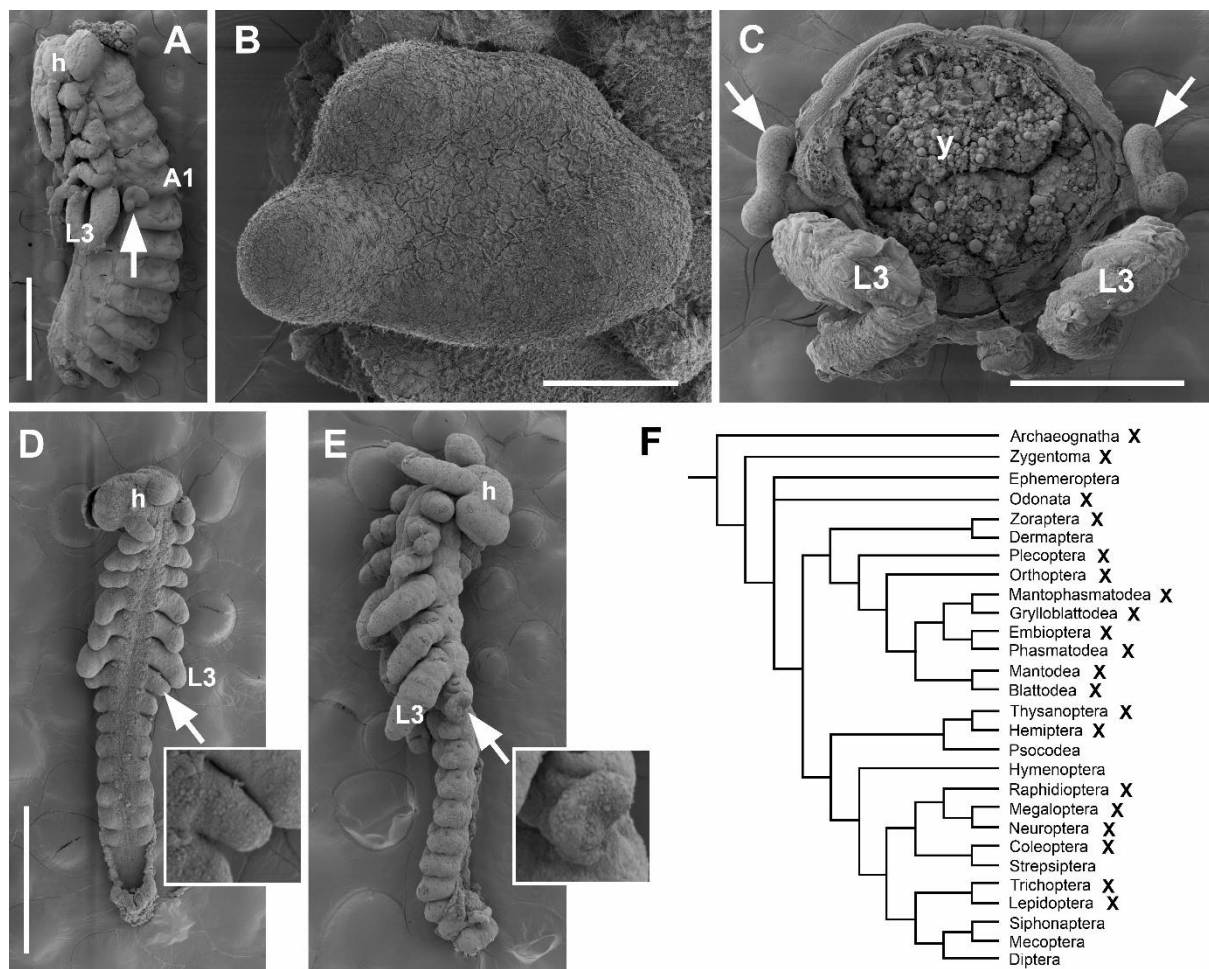 A
h
A1
L3
B
C
y
L3
L3
D
h
L3
E
h
L3
F
Archaeognatha X
Zygentoma X
Ephemeroptera
Odonata X
Zoraptera X
Dermaptera
Plecoptera X
Orthoptera X
Mantophasmatodea X
Grylloblattodea X
Embioptera X
Phasmatodea X
Mantodea X
Blattodea X
Thysanoptera X
Hemiptera X
Psocodea
Hymenoptera
Raphidioptera X
Megaloptera X
Neuroptera X
Coleoptera X
Strepsiptera
Trichoptera X
Lepidoptera X
Siphonaptera
Mecoptera
Diptera